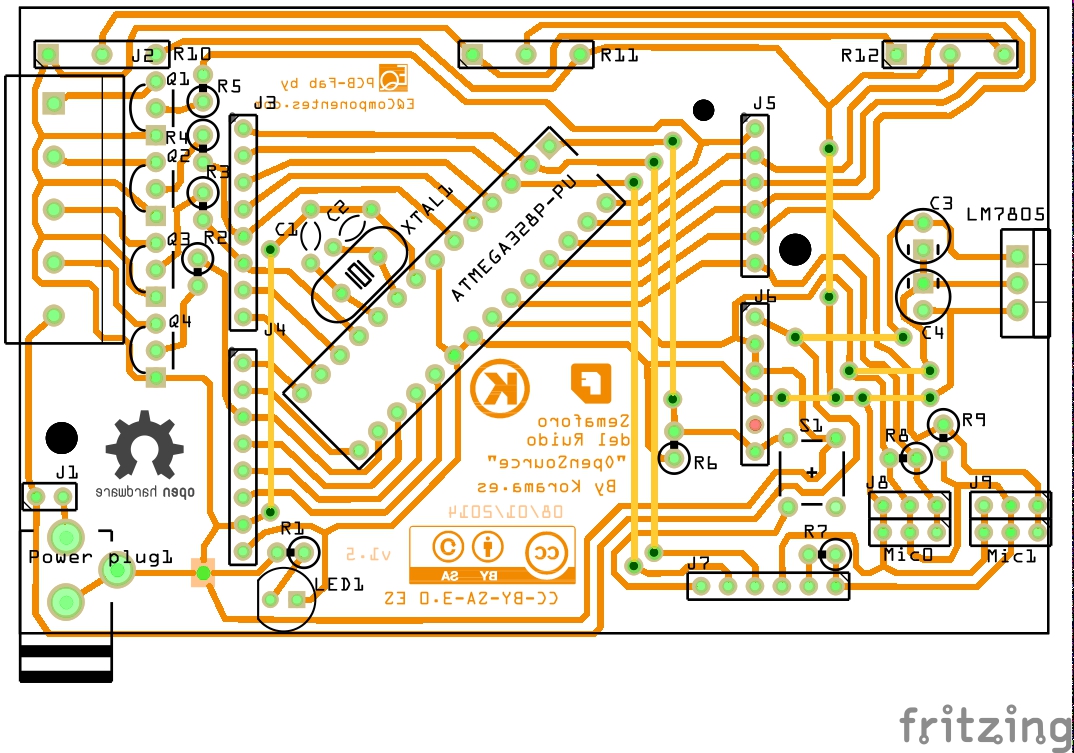 J2
R10
R11
R12
Q1
R5
PCB-Fab by
EQComponentes.com
J3
J5
R4
Q2
R3
C1
C2
XTAL1
ATMEGA328P-PU
C3
LM7805
Q3
R2
J6
Q4
J4
C4
K
Semaforo
del Ruido
"OpenSource"
By Korama.es
S1
+
R9
R8
R6
J1
open hardware
J8
J9
08/01/2014
R1
v1.5
cc
BY
SA
R7
Mic0
Mic1
Power plug1
J7
LED1
CC-BY-SA-3.0 ES
fritzing